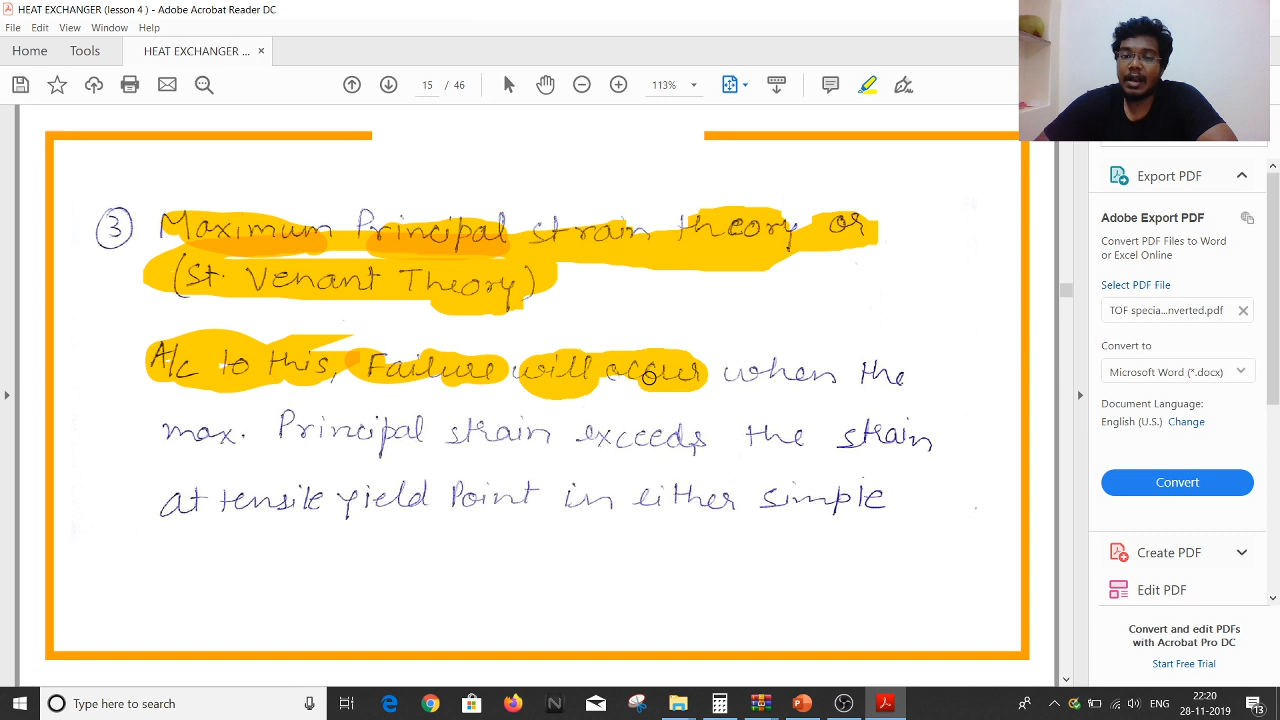 HEAT EXCHANGER (lesson 4 ) - Adobe Acrobat Reader DC
File Edit View Window Help
Home Tools HEAT EXCHANGER ... ×
15 / 46 113%
③ Maximum Principal strain theory or
(St. Venant Theory)
A/c to this, Failure will occur when the
max. Principal strain exceeds the strain
at tensile yield Point in either simple
Export PDF
Adobe Export PDF
Convert PDF Files to Word
or Excel Online
Select PDF File
TOF specia...nverted.pdf
Convert to
Microsoft Word (*.docx)
Document Language:
English (U.S.) Change
Convert
Create PDF
Edit PDF
Convert and edit PDFs
with Acrobat Pro DC
Start Free Trial
Type here to search
ENG
22:20
28-11-2019
13